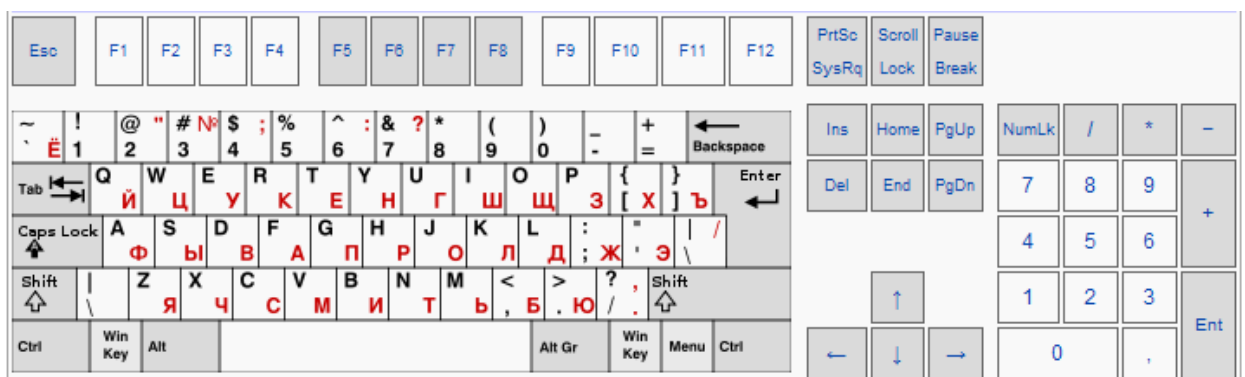 Esc F1 F2 F3 F4 F5 F6 F7 F8 F9 F10 F11 F12 PrtSc Scroll Pause
SysRq Lock Break
~ ! @ " # № $ ; % ^ : & ? * ( ) _ + Backspace
` Ё 1 2 3 4 5 6 7 8 9 0 - =
Ins Home PgUp NumLk / * −
Tab Q W E R T Y U I O P { } Enter
Й Ц У К Е Н Г Ш Щ З [ Х ] Ъ
Del End PgDn 7 8 9 +
Caps Lock A S D F G H J K L : " | /
Ф Ы В А П Р О Л Д ; Ж ' Э \
4 5 6
Shift | Z X C V B N M < > ? , Shift
\ Я Ч С М И Т Ь , Б . Ю / .
↑ 1 2 3 Ent
Ctrl Win Key Alt Alt Gr Win Key Menu Ctrl
← ↓ → 0 ,